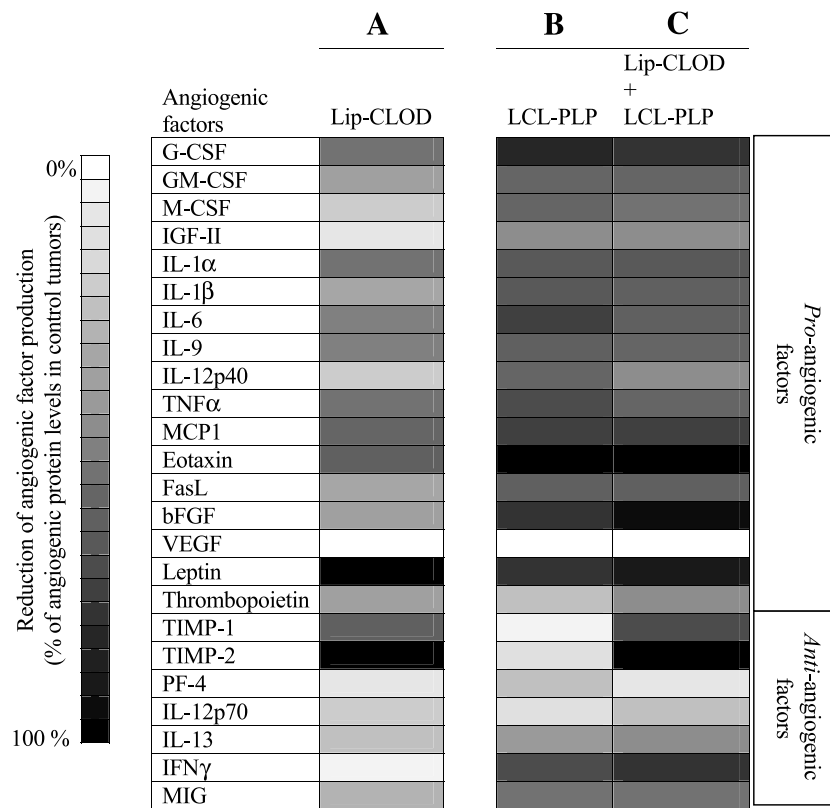 A
B
C
Angiogenic
factors
Lip-CLOD
LCL-PLP
Lip-CLOD
+
LCL-PLP
0%
100 %
Reduction of angiogenic factor production
(% of angiogenic protein levels in control tumors)
G-CSF
GM-CSF
M-CSF
IGF-II
IL-1α
IL-1β
IL-6
IL-9
IL-12p40
TNFα
MCP1
Eotaxin
FasL
bFGF
VEGF
Leptin
Thrombopoietin
TIMP-1
TIMP-2
PF-4
IL-12p70
IL-13
IFNγ
MIG
Pro-angiogenic
factors
Anti-angiogenic
factors